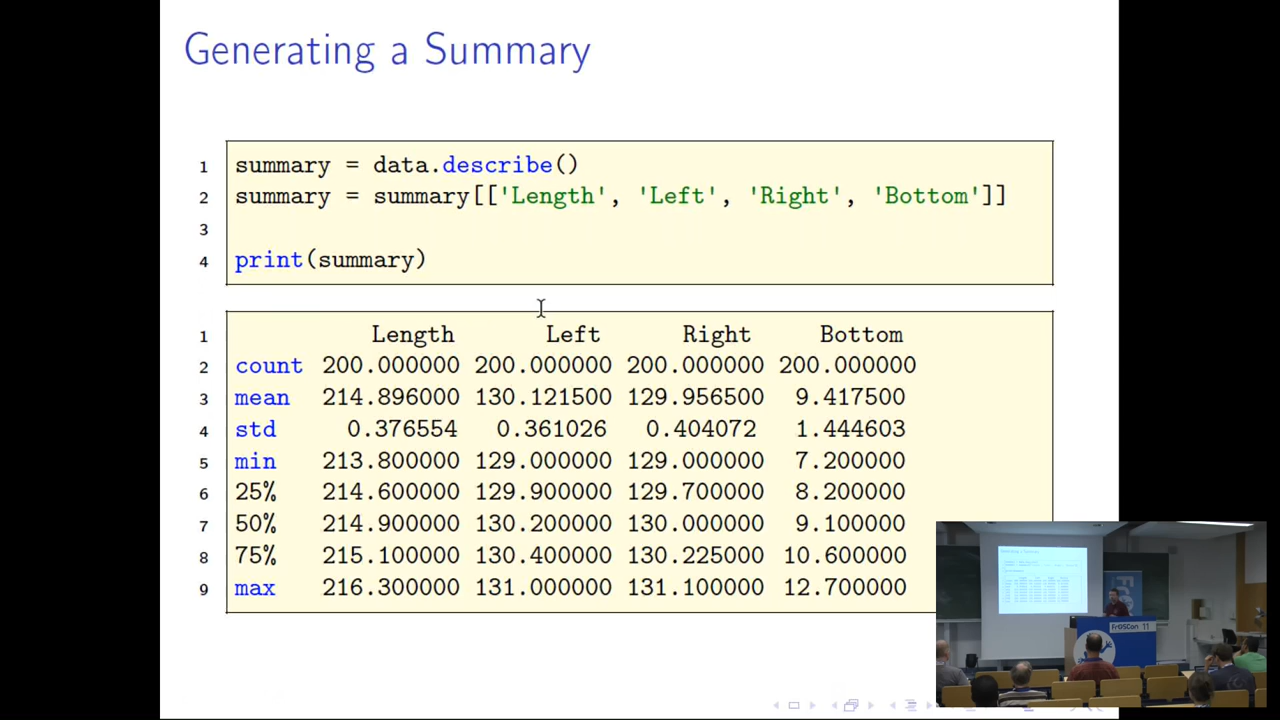 Generating a Summary
1 summary = data.describe()
2 summary = summary[['Length', 'Left', 'Right', 'Bottom']]
3
4 print(summary)
1 Length Left Right Bottom
2 count 200.000000 200.000000 200.000000 200.000000
3 mean 214.896000 130.121500 129.956500 9.417500
4 std 0.376554 0.361026 0.404072 1.444603
5 min 213.800000 129.000000 129.000000 7.200000
6 25% 214.600000 129.900000 129.700000 8.200000
7 50% 214.900000 130.200000 130.000000 9.100000
8 75% 215.100000 130.400000 130.225000 10.600000
9 max 216.300000 131.000000 131.100000 12.700000
FrOSCon 11